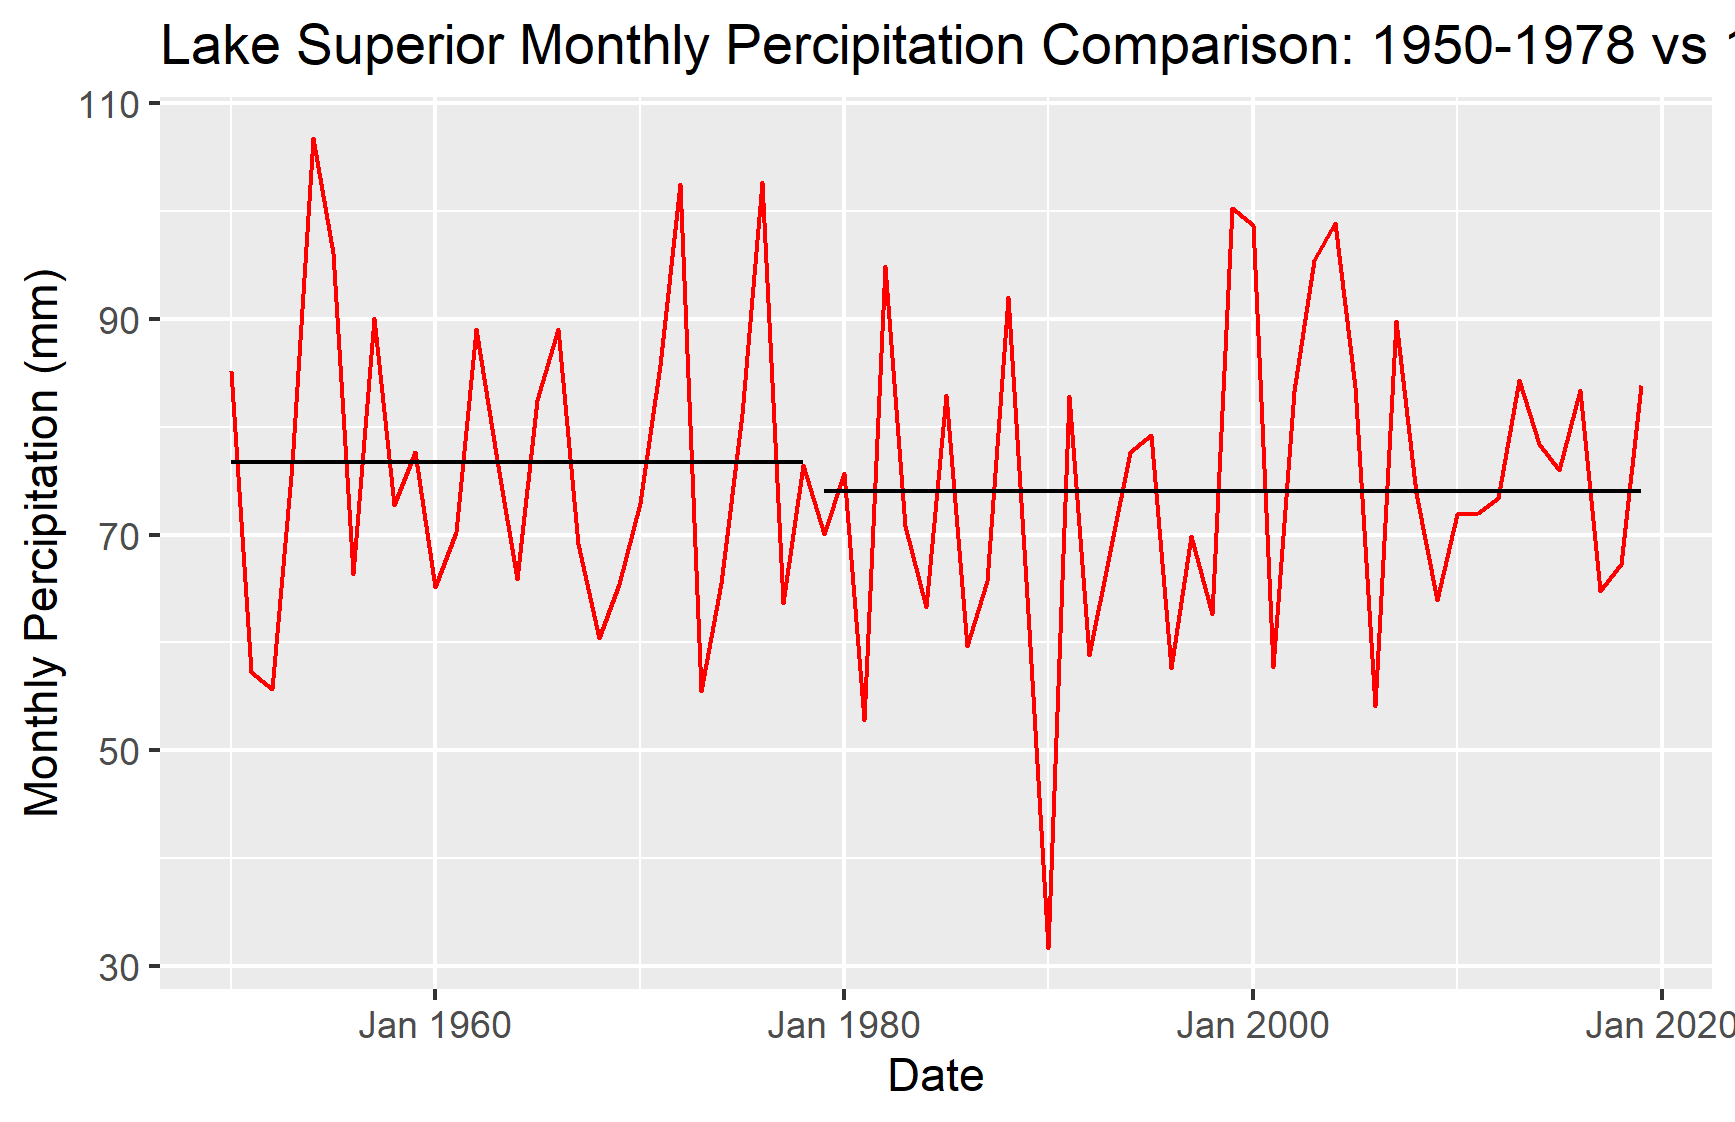 Lake Superior Monthly Percipitation Comparison: 1950-1978 vs
Monthly Percipitation (mm)
110
90
70
50
30
Jan 1960
Jan 1980
Jan 2000
Jan 2020
Date